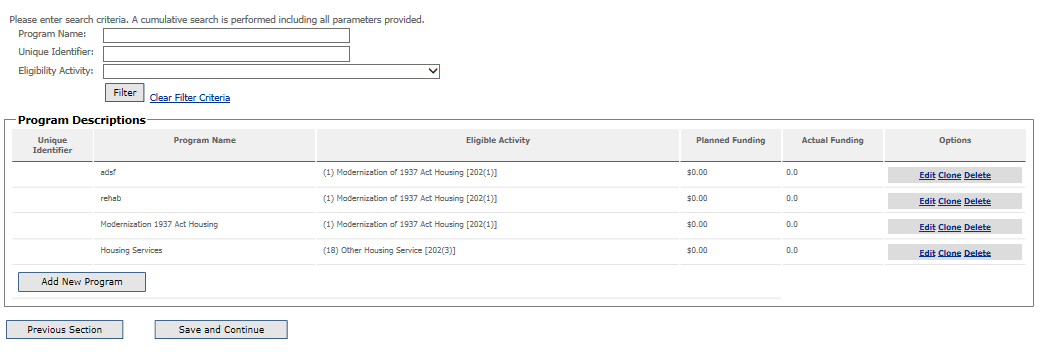 Please enter search criteria. A cumulative search is performed including all parameters provided.
Program Name:
Unique Identifier:
Eligibility Activity:
Filter Clear Filter Criteria
Program Descriptions
Unique Identifier Program Name Eligible Activity Planned Funding Actual Funding Options
adsf (1) Modernization of 1937 Act Housing [202(1)] $0.00 0.0 Edit Clone Delete
rehab (1) Modernization of 1937 Act Housing [202(1)] $0.00 0.0 Edit Clone Delete
Modernization 1937 Act Housing (1) Modernization of 1937 Act Housing [202(1)] $0.00 0.0 Edit Clone Delete
Housing Services (18) Other Housing Service [202(3)] $0.00 0.0 Edit Clone Delete
Add New Program
Previous Section Save and Continue